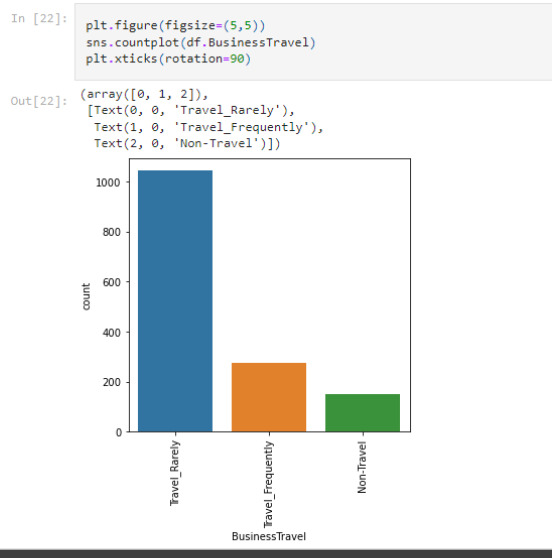 In [22]:
plt.figure(figsize=(5,5))
sns.countplot(df.BusinessTravel)
plt.xticks(rotation=90)
Out[22]:
(array([0, 1, 2]),
[Text(0, 0, 'Travel_Rarely'),
Text(1, 0, 'Travel_Frequently'),
Text(2, 0, 'Non-Travel')])
1000
800
600
400
200
0
count
Travel_Rarely
Travel_Frequently
Non-Travel
BusinessTravel